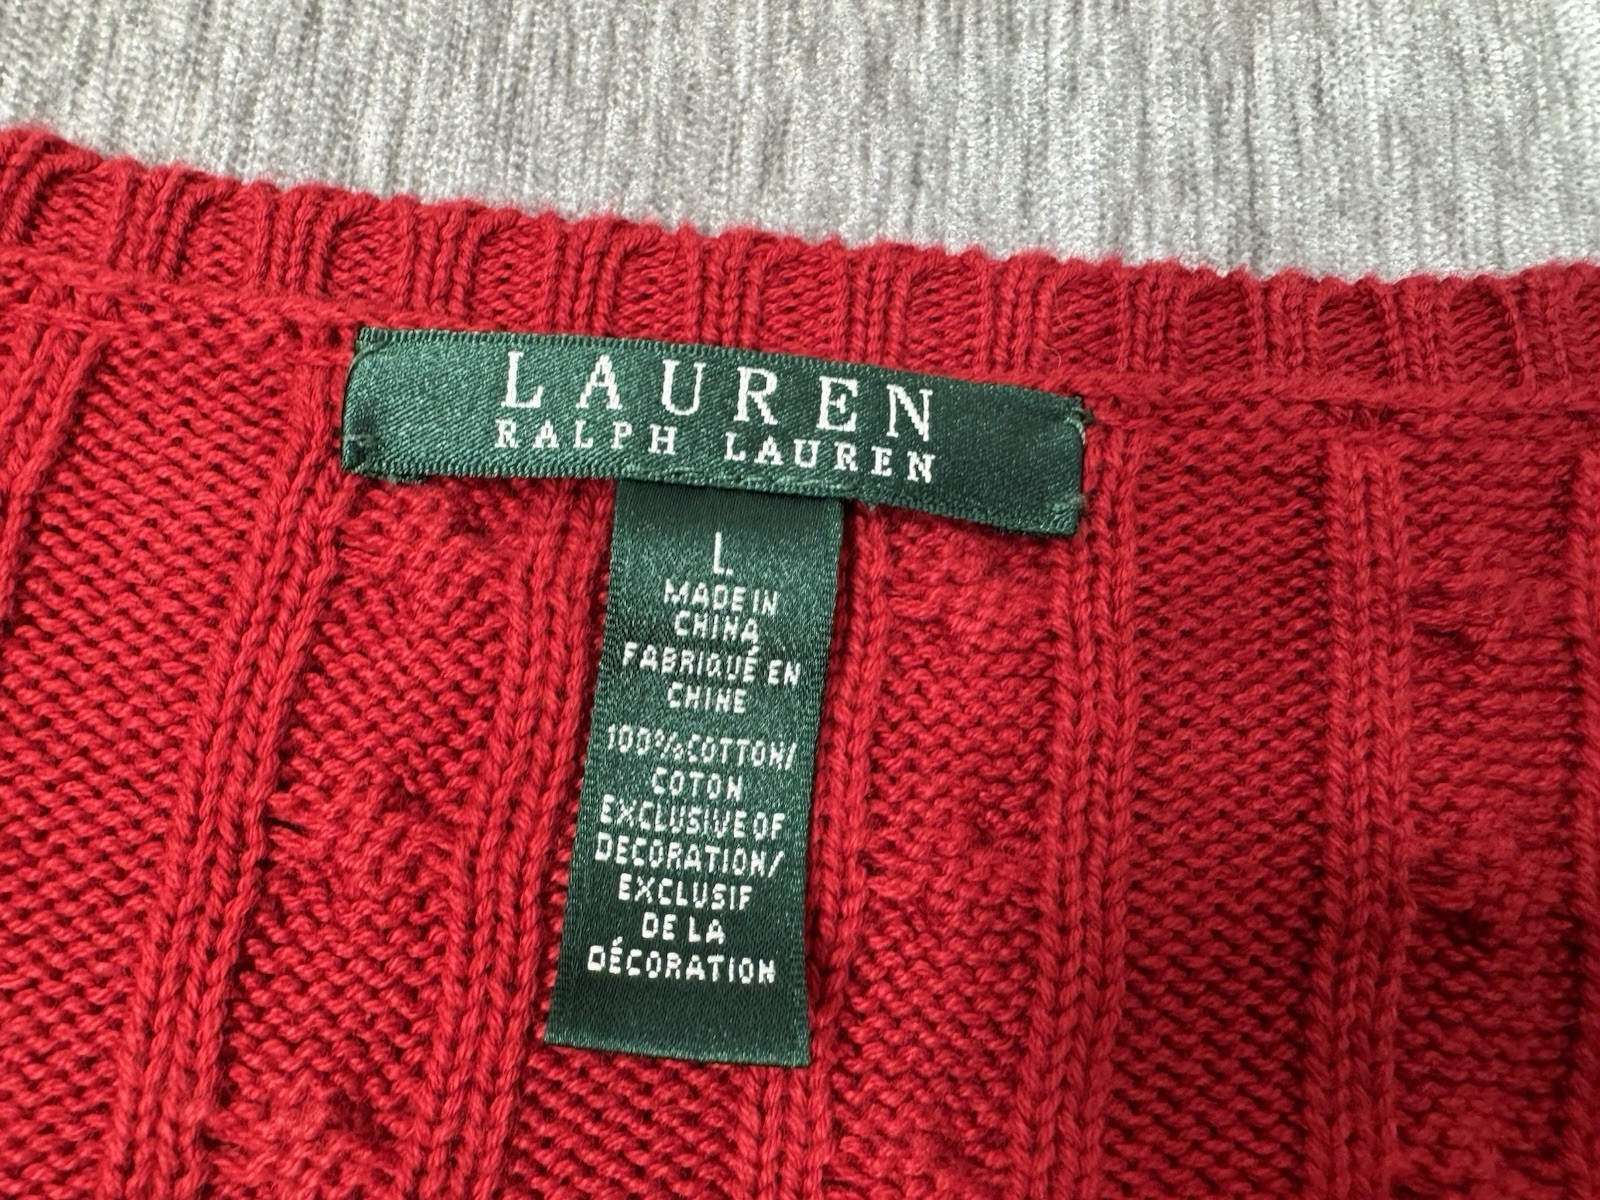 LAUREN
RALPH LAUREN
L
MADE IN
CHINA
FABRIQUÉ EN
CHINE
100% COTTON/
COTON
EXCLUSIVE OF
DECORATION/
EXCLUSIF
DE LA
DÉCORATION